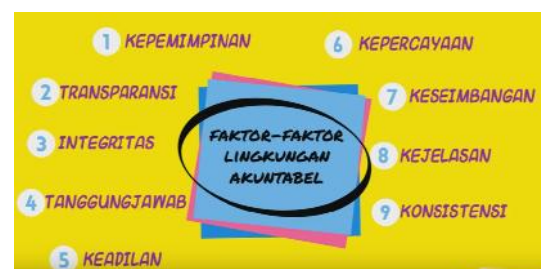 1 KEPEMIMPINAN
2 TRANSPARANSI
3 INTEGRITAS
4 TANGGUNGJAWAB
5 KEADILAN
FAKTOR-FAKTOR
LINGKUNGAN
AKUNTABEL
6 KEPERCAYAAN
7 KESEIMBANGAN
8 KEJELASAN
9 KONSISTENSI